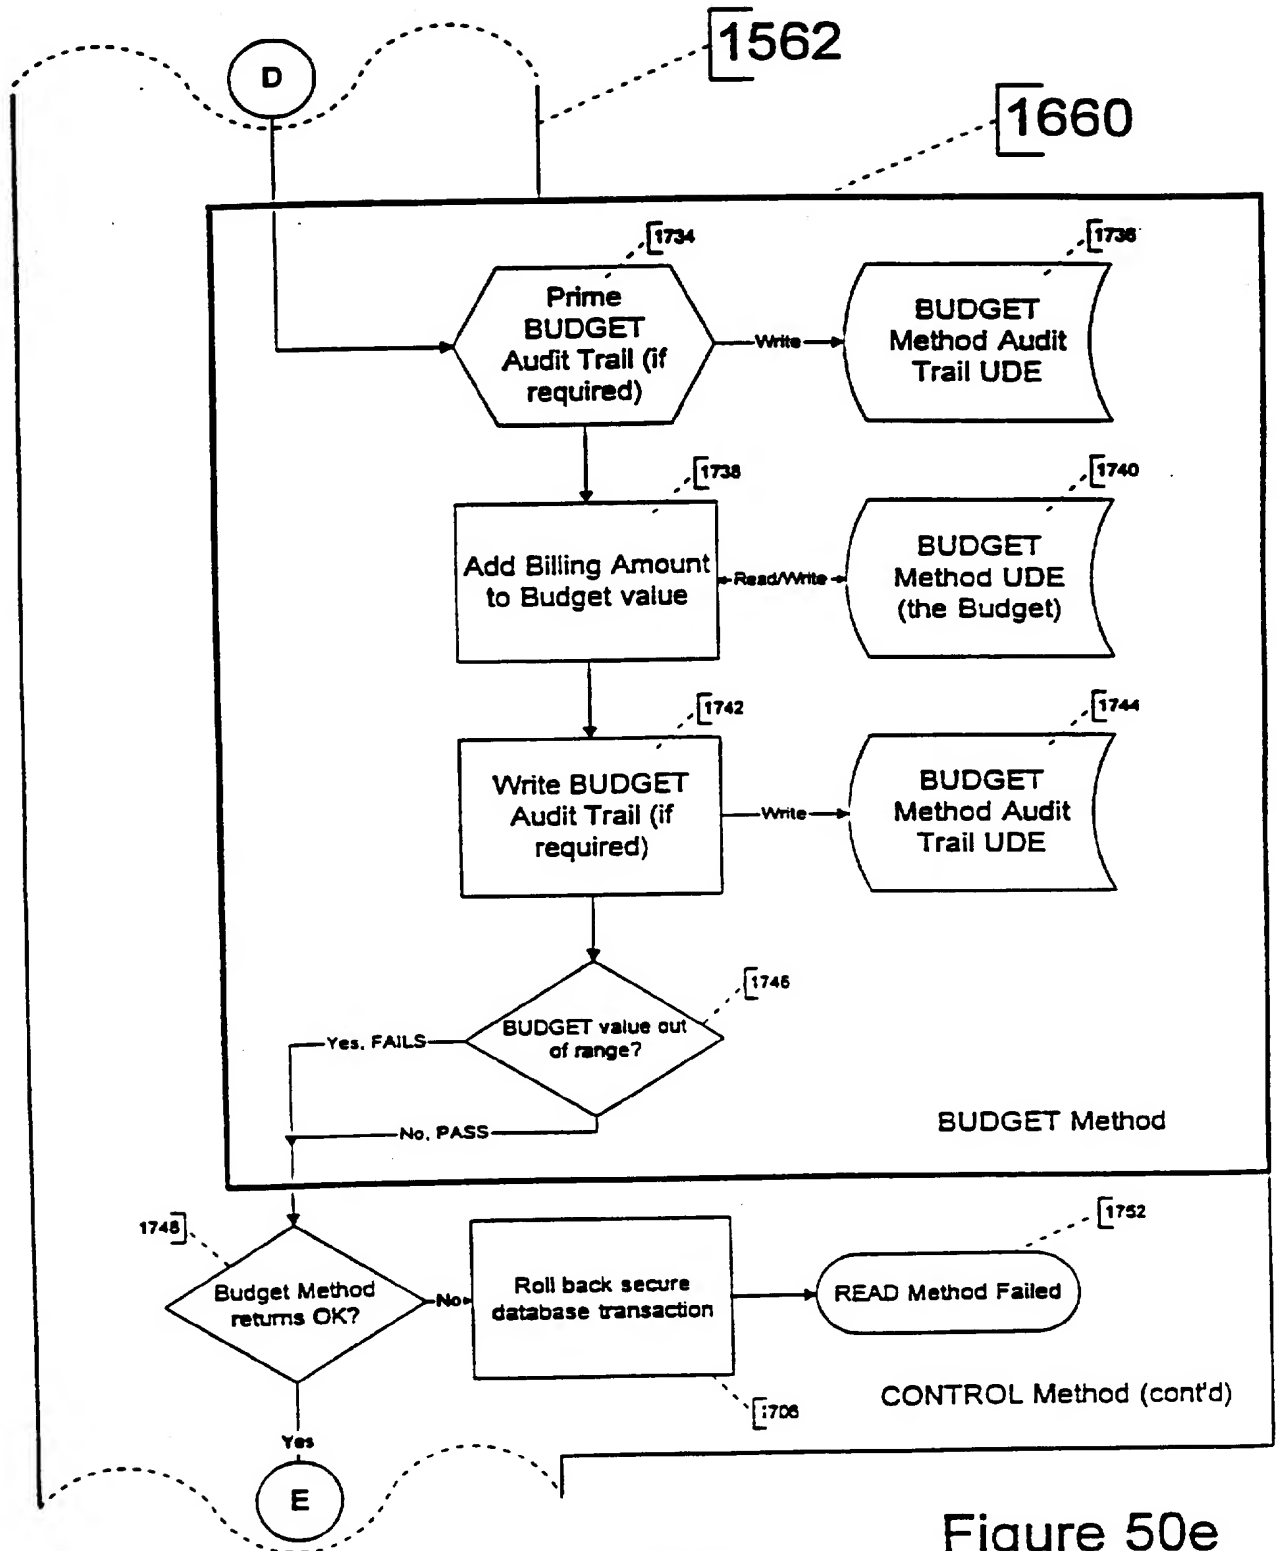 1562
D
1660
1734
1736
Prime
BUDGET
Audit Trail (if
required)
Write
BUDGET
Method Audit
Trail UDE
1738
1740
Add Billing Amount
to Budget value
Read/Write
BUDGET
Method UDE
(the Budget)
1742
1744
Write BUDGET
Audit Trail (if
required)
Write
BUDGET
Method Audit
Trail UDE
1746
BUDGET value out
of range?
Yes, FAILS
No, PASS
BUDGET Method
1748
1752
Budget Method
returns OK?
No
Roll back secure
database transaction
READ Method Failed
CONTROL Method (cont'd)
1706
Yes
E
Figure 50e